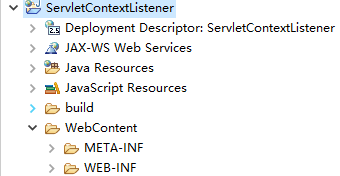 ServletContextListener
Deployment Descriptor: ServletContextListener
JAX-WS Web Services
Java Resources
JavaScript Resources
build
WebContent
META-INF
WEB-INF